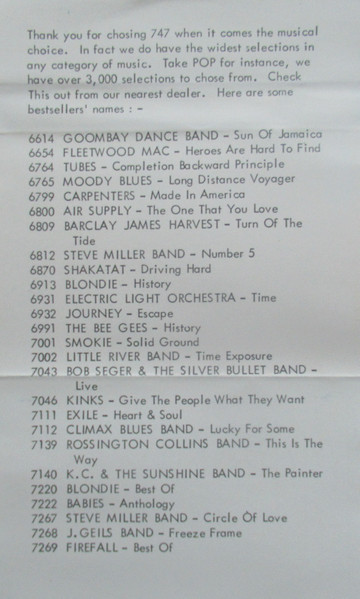 Thank you for chosing 747 when it comes the musical
choice. In fact we do have the widest selections in
any category of music. Take POP for instance, we
have over 3,000 selections to chose from. Check
This out from our nearest dealer. Here are some
bestsellers' names : -
6614 GOOMBAY DANCE BAND - Sun Of Jamaica
6654 FLEETWOOD MAC - Heroes Are Hard To Find
6764 TUBES - Completion Backward Principle
6765 MOODY BLUES - Long Distance Voyager
6799 CARPENTERS - Made In America
6800 AIR SUPPLY - The One That You Love
6809 BARCLAY JAMES HARVEST - Turn Of The
Tide
6812 STEVE MILLER BAND - Number 5
6870 SHAKATAT - Driving Hard
6913 BLONDIE - History
6931 ELECTRIC LIGHT ORCHESTRA - Time
6932 JOURNEY - Escape
6991 THE BEE GEES - History
7001 SMOKIE - Solid Ground
7002 LITTLE RIVER BAND - Time Exposure
7043 BOB SEGER & THE SILVER BULLET BAND -
Live
7046 KINKS - Give The People What They Want
7111 EXILE - Heart & Soul
7112 CLIMAX BLUES BAND - Lucky For Some
7139 ROSSINGTON COLLINS BAND - This Is The
Way
7140 K.C. & THE SUNSHINE BAND - The Painter
7220 BLONDIE - Best Of
7222 BABIES - Anthology
7267 STEVE MILLER BAND - Circle Of Love
7268 J.GEILS BAND - Freeze Frame
7269 FIREFALL - Best Of